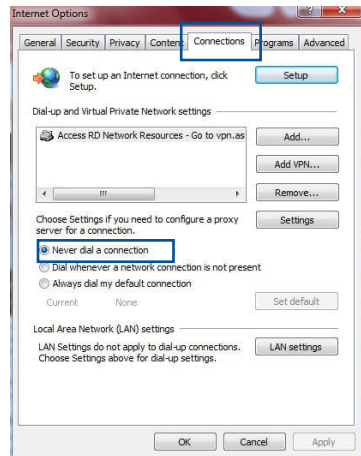 Internet Options
General Security Privacy Content Connections Programs Advanced
To set up an Internet connection, click
Setup.
Setup
Dial-up and Virtual Private Network settings
Access RD Network Resources - Go to vpn.as
Add...
Add VPN...
Remove...
Choose Settings if you need to configure a proxy
server for a connection.
Settings
Never dial a connection
Dial whenever a network connection is not present
Always dial my default connection
Current None
Set default
Local Area Network (LAN) settings
LAN Settings do not apply to dial-up connections.
Choose Settings above for dial-up settings.
LAN settings
OK Cancel Apply